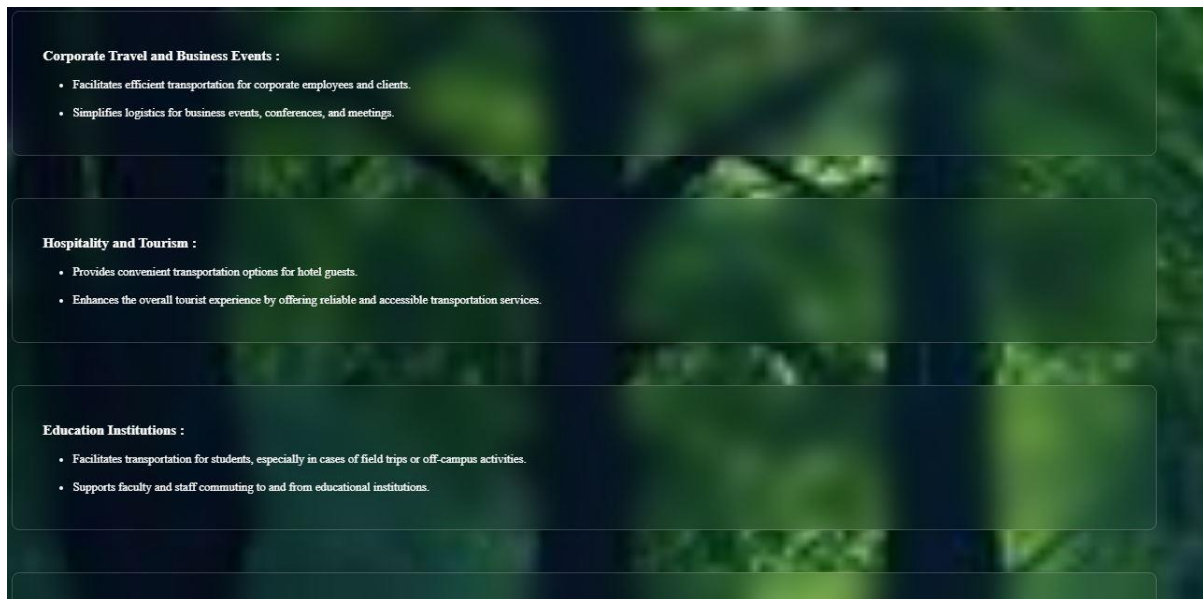 Corporate Travel and Business Events :
• Facilitates efficient transportation for corporate employees and clients.
• Simplifies logistics for business events, conferences, and meetings.
Hospitality and Tourism :
• Provides convenient transportation options for hotel guests.
• Enhances the overall tourist experience by offering reliable and accessible transportation services.
Education Institutions :
• Facilitates transportation for students, especially in cases of field trips or off-campus activities.
• Supports faculty and staff commuting to and from educational institutions.